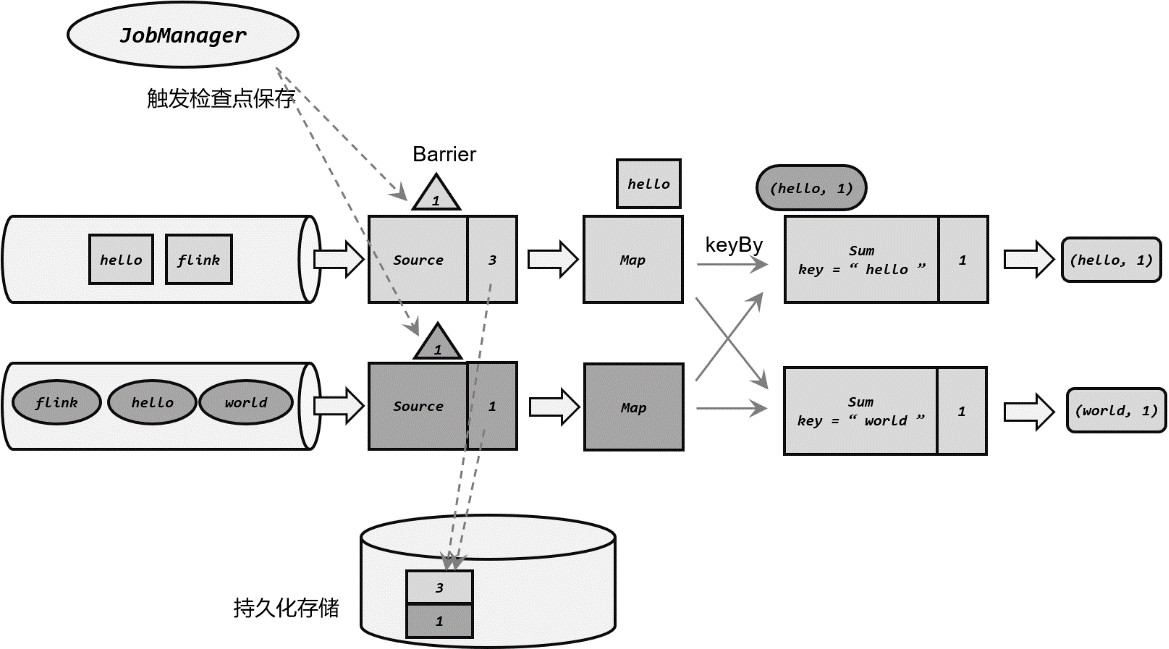 JobManager
触发检查点保存
Barrier
1
hello
(hello, 1)
hello
flink
Source
3
Map
keyBy
Sum
key = “ hello ”
1
(hello, 1)
1
flink
hello
world
Source
1
Map
Sum
key = “ world ”
1
(world, 1)
3
持久化存储
1